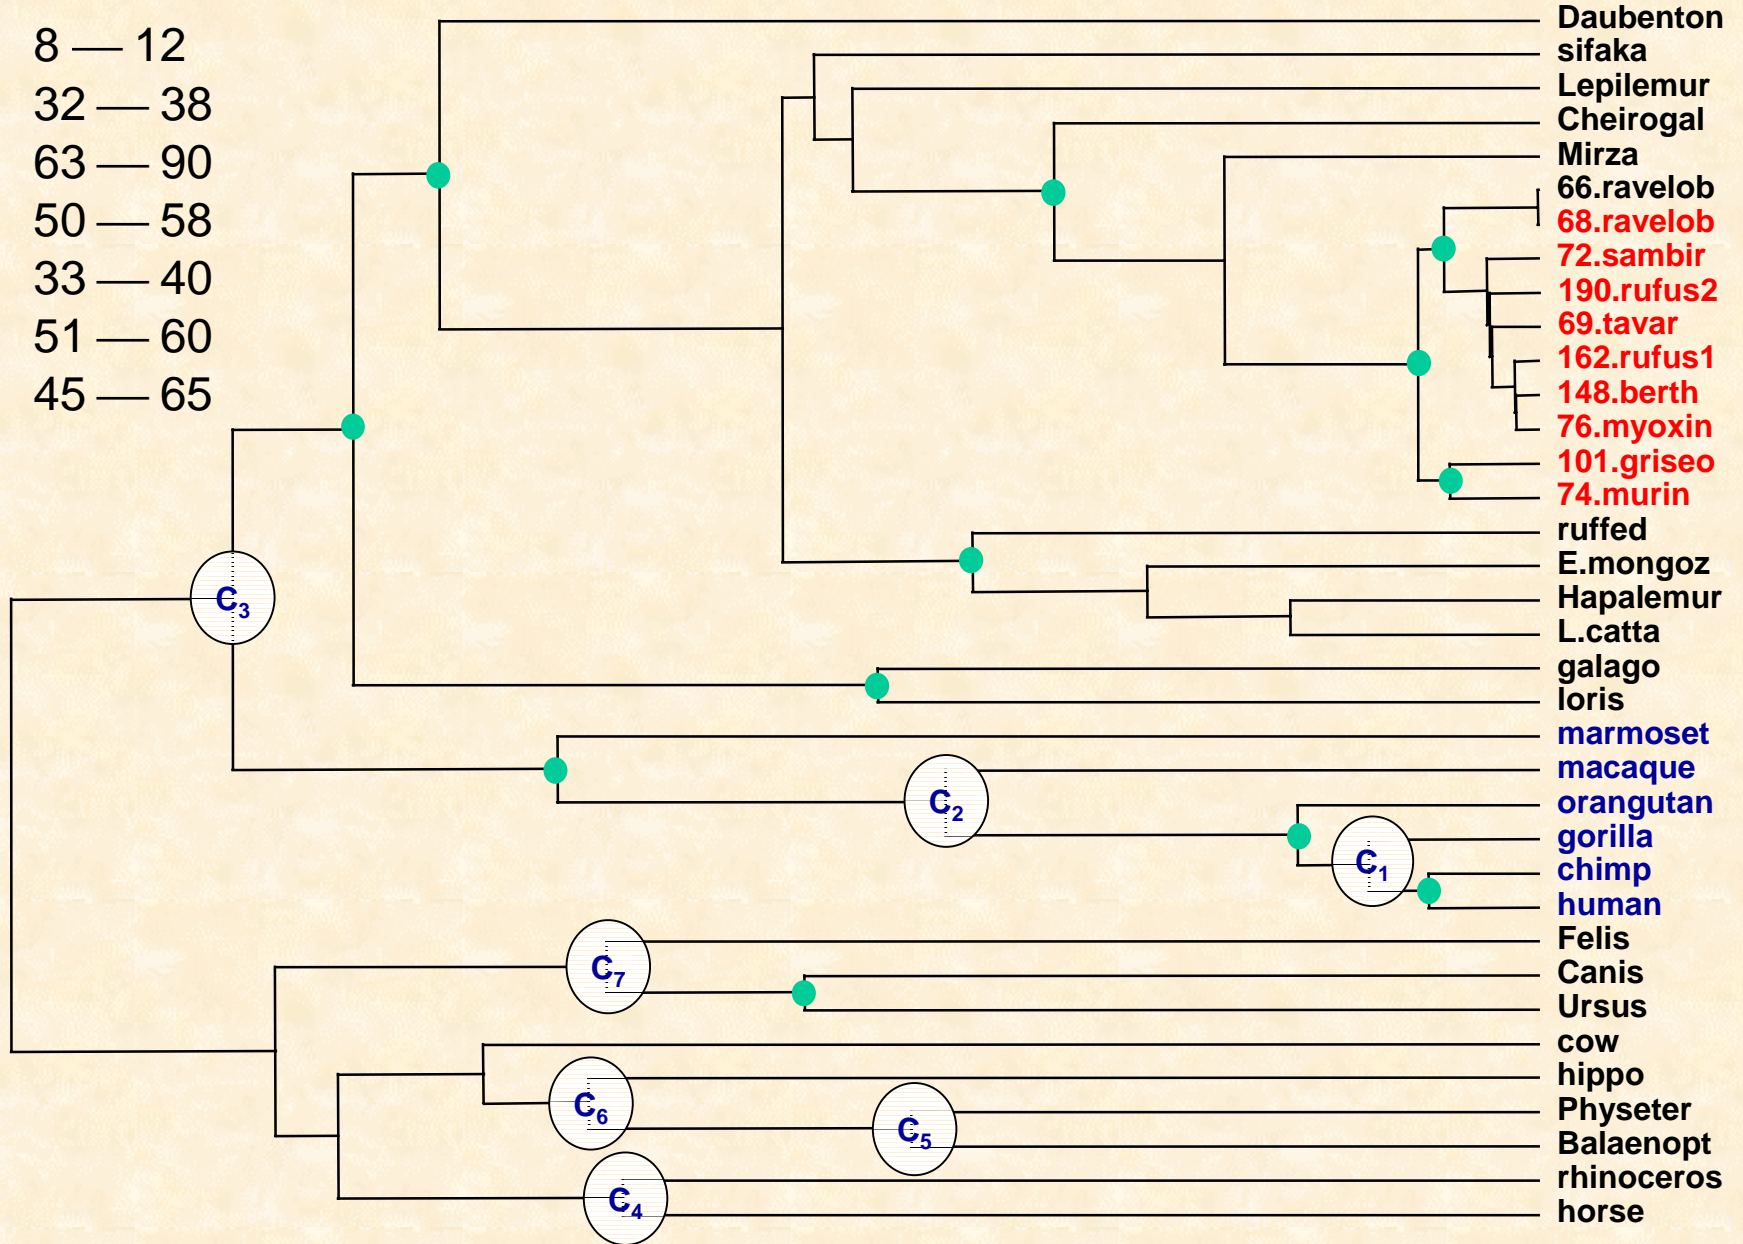 8 — 12
32 — 38
63 — 90
50 — 58
33 — 40
51 — 60
45 — 65
Daubenton
sifaka
Lepilemur
Cheirogal
Mirza
66.ravelob
68.ravelob
72.sambir
190.rufus2
69.tavar
162.rufus1
148.berth
76.myoxin
101.griseo
74.murin
ruffed
E.mongoz
Hapalemur
L.catta
galago
loris
marmoset
macaque
orangutan
gorilla
chimp
human
Felis
Canis
Ursus
cow
hippo
Physeter
Balaenopt
rhinoceros
horse
C3
C2
C1
C7
C6
C5
C4